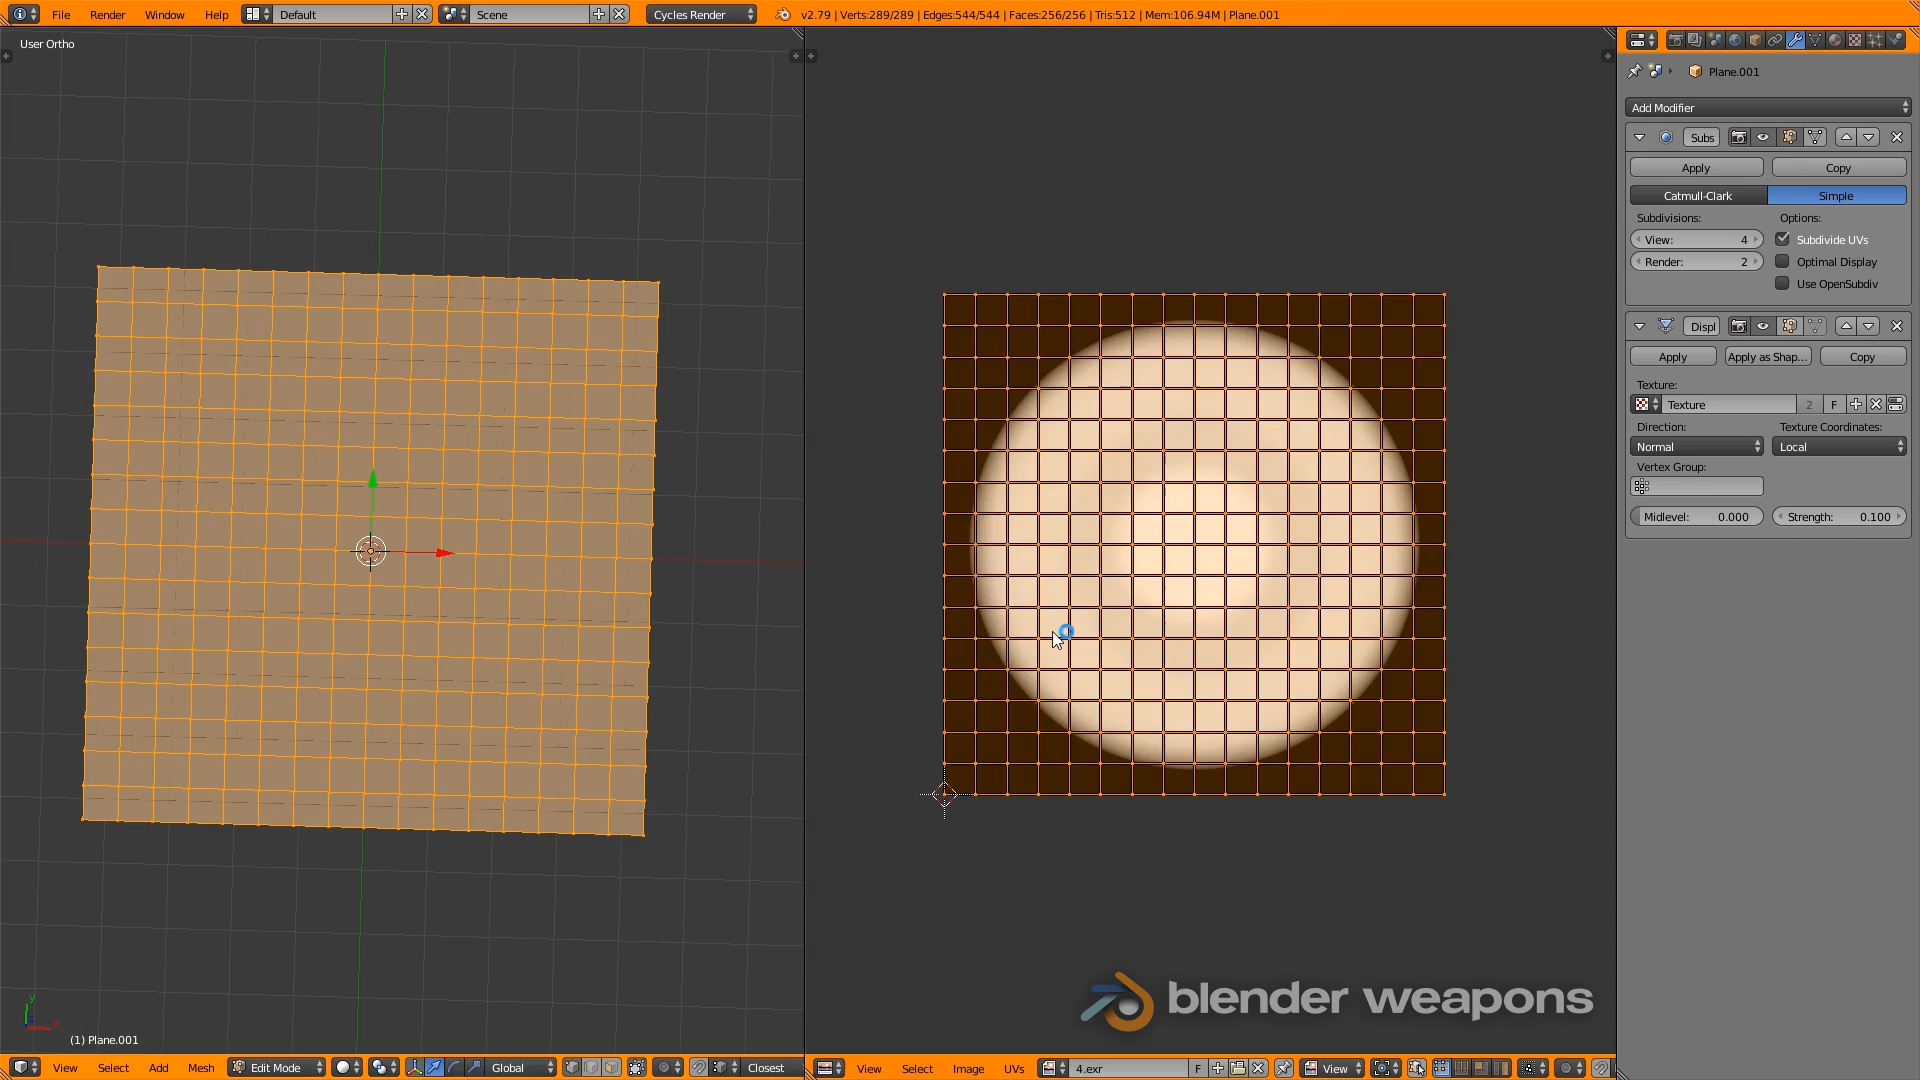 File Render Window Help Default Scene Cycles Render v2.79 | Verts:289/289 | Edges:544/544 | Faces:256/256 | Tris:512 | Mem:106.94M | Plane.001
User Ortho
Plane.001
Add Modifier
Subs
Apply Copy
Catmull-Clark Simple
Subdivisions: Options:
View: 4 Subdivide UVs
Render: 2 Optimal Display
Use OpenSubdiv
Displ
Apply Apply as Shap... Copy
Texture:
Texture 2 F
Direction: Texture Coordinates:
Normal Local
Vertex Group:
Midlevel: 0.000 Strength: 0.100
blender weapons
y
x
(1) Plane.001
View Select Add Mesh Edit Mode Global Closest
View Select Image UVs 4.exr F View